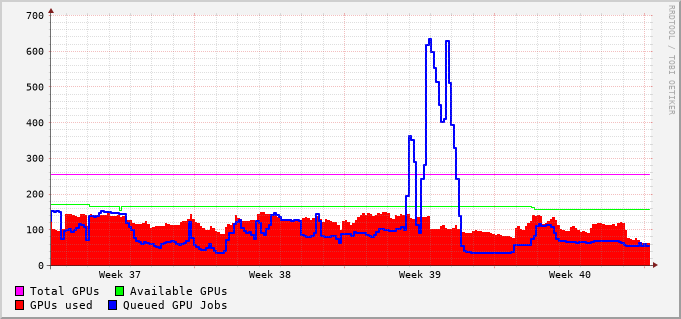 700
600
500
400
300
200
100
0
Week 37 Week 38 Week 39 Week 40
Total GPUs Available GPUs
GPUs used Queued GPU Jobs
RRDTOOL / TOBI OETIKER